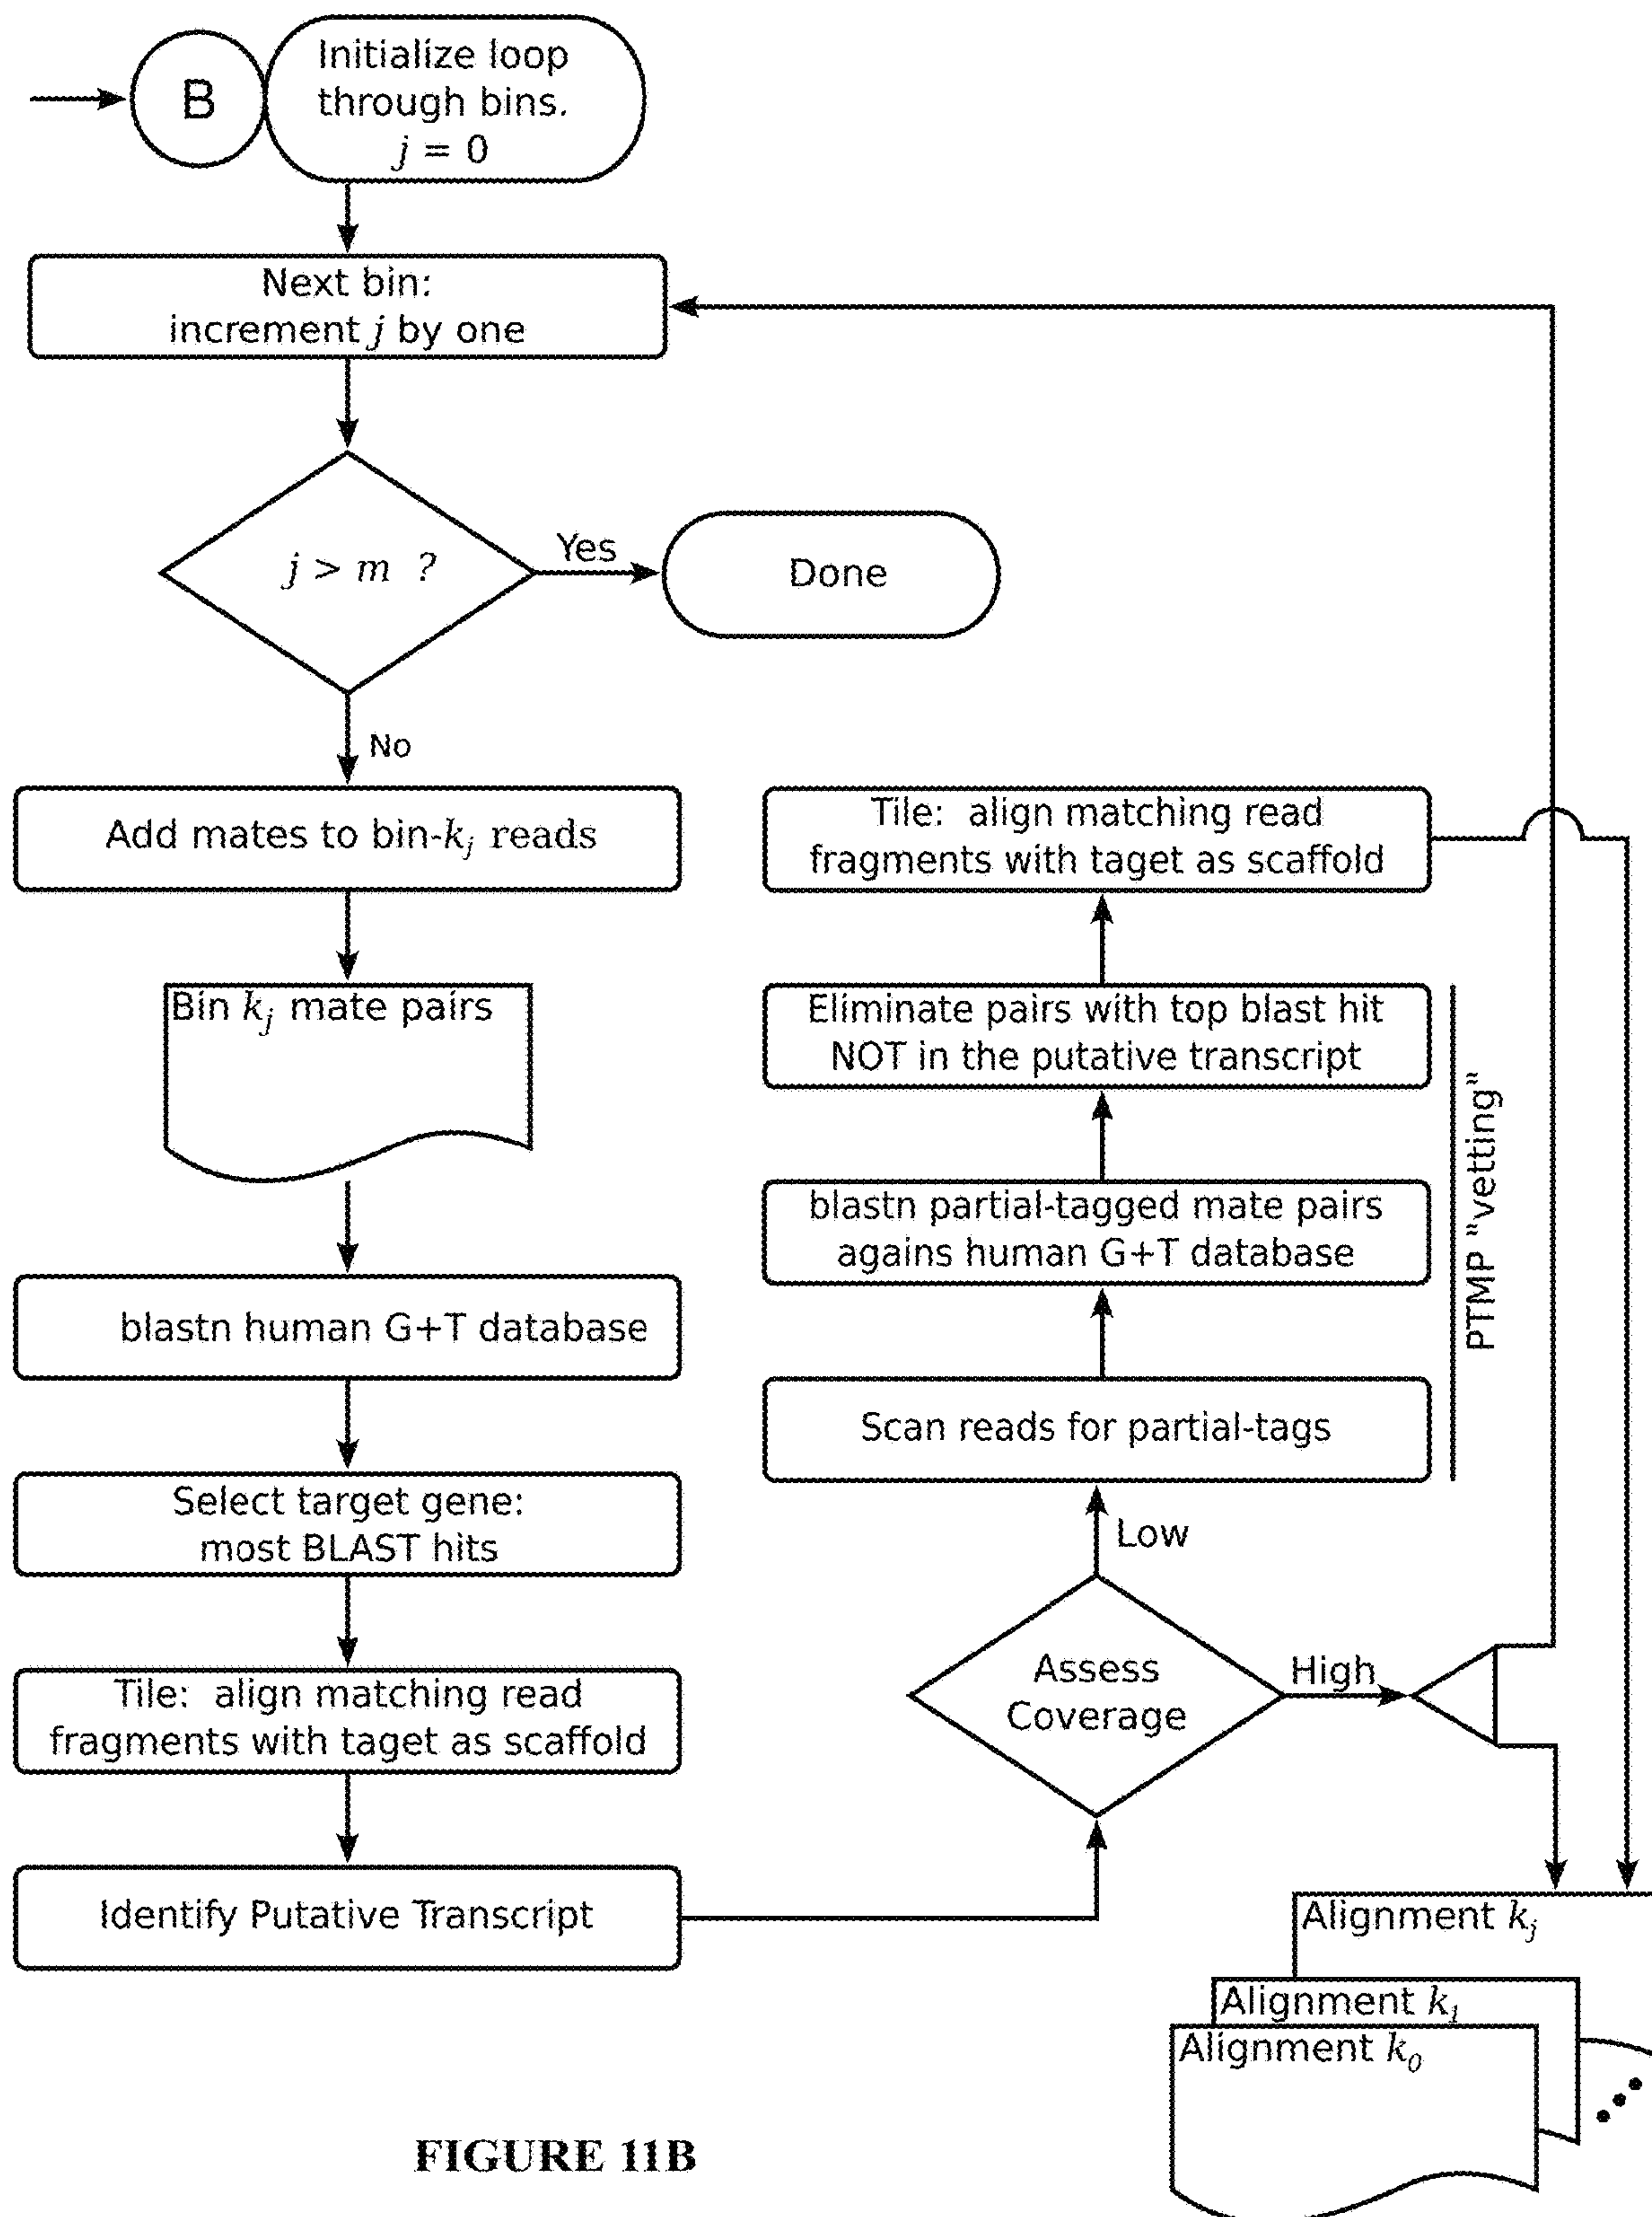 B
Initialize loop
through bins.
j = 0
Next bin:
increment j by one
j > m ?
Yes
Done
No
Add mates to bin-kj reads
Bin kj mate pairs
blastn human G+T database
Select target gene:
most BLAST hits
Tile: align matching read
fragments with taget as scaffold
Identify Putative Transcript
Tile: align matching read
fragments with taget as scaffold
Eliminate pairs with top blast hit
NOT in the putative transcript
blastn partial-tagged mate pairs
agains human G+T database
Scan reads for partial-tags
PTMP "vetting"
Low
Assess
Coverage
High
Alignment kj
Alignment k1
Alignment k0
FIGURE 11B